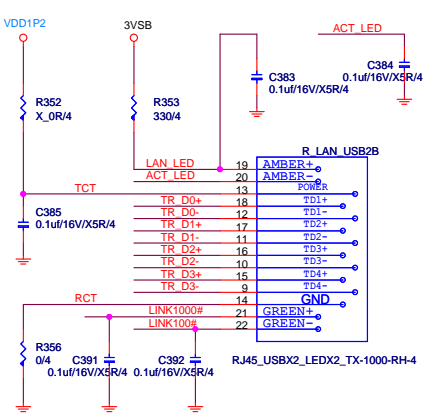 VDD1P2
3VSB
ACT_LED
C383
0.1uf/16V/X5R/4
C384
0.1uf/16V/X5R/4
R352
X_0R/4
R353
330/4
R_LAN_USB2B
LAN_LED
19
AMBER+
ACT_LED
20
AMBER-
TCT
13
POWER
TR_D0+
18
TD1+
TR_D0-
12
TD1-
TR_D1+
17
TD2+
TR_D1-
11
TD2-
TR_D2+
16
TD3+
TR_D2-
10
TD3-
TR_D3+
15
TD4+
TR_D3-
9
TD4-
C385
0.1uf/16V/X5R/4
RCT
14
GND
LINK1000#
21
GREEN+
LINK100#
22
GREEN-
R356
0/4
C391
0.1uf/16V/X5R/4
C392
0.1uf/16V/X5R/4
RJ45_USBX2_LEDX2_TX-1000-RH-4